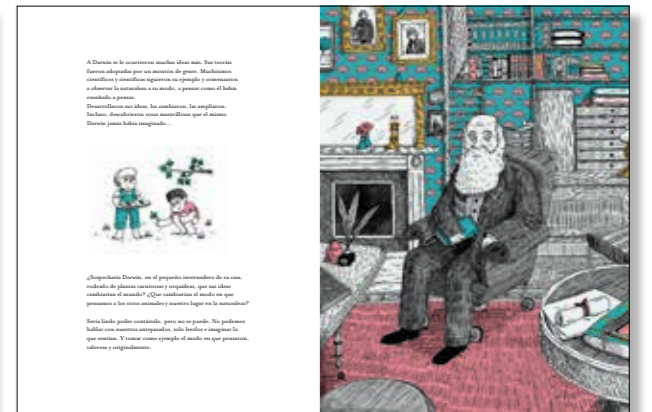 A Darwin se le ocurrieron muchas ideas más. Sus teorías
fueron adoptadas por un montón de gente. Muchísimos
científicos y científicas siguieron su ejemplo y comenzaron
a observar la naturaleza a su modo, a pensar como él había
enseñado a pensar.
Desarrollaron sus ideas, las cambiaron, las ampliaron.
Incluso, descubrieron cosas maravillosas que el mismo
Darwin jamás había imaginado…
¿Sospecharía Darwin, en el pequeño invernadero de su casa,
rodeado de plantas carnívoras y orquídeas, que sus ideas
cambiarían el mundo? ¿Que cambiarían el modo en que
pensamos a los otros animales y nuestro lugar en la naturaleza?
Sería lindo poder contárselo, pero no se puede. No podemos
hablar con nuestros antepasados, solo leerlos e imaginar lo
que sentían. Y tomar como ejemplo el modo en que pensaron,
valerosa y originalmente.